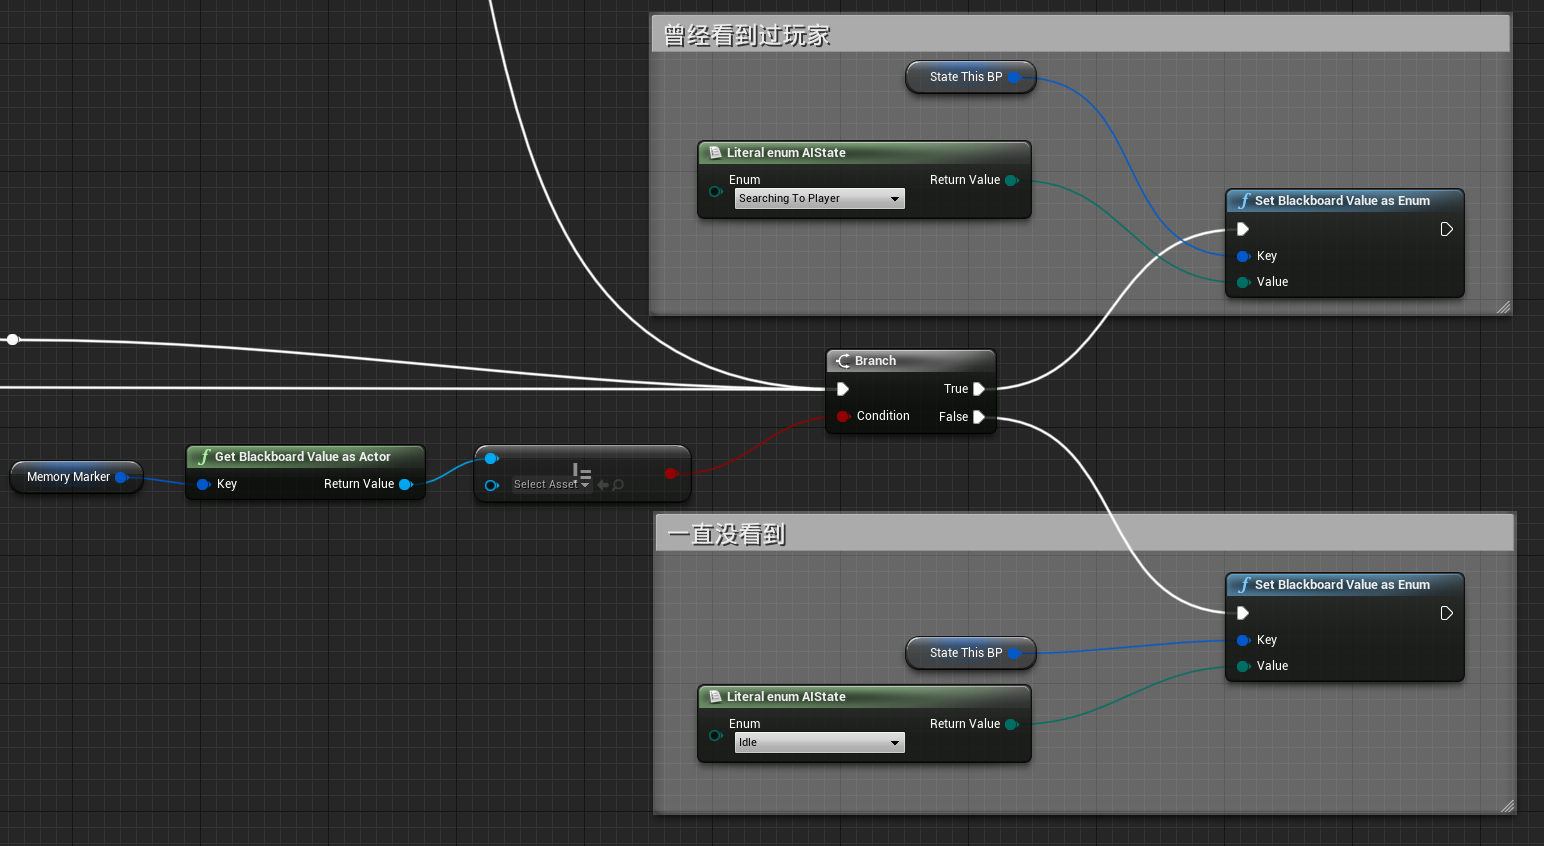 曾经看到过玩家
State This BP
Literal enum AIState
Enum
Return Value
Searching To Player
Set Blackboard Value as Enum
Key
Value
Branch
True
Condition
False
Memory Marker
Get Blackboard Value as Actor
Key
Return Value
!=
Select Asset
一直没看到
Set Blackboard Value as Enum
Key
Value
State This BP
Literal enum AIState
Enum
Return Value
Idle